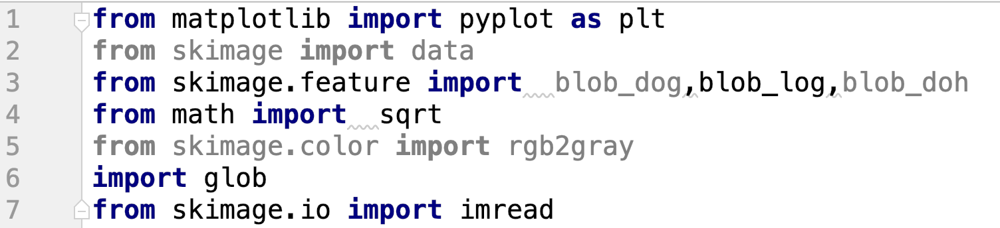 1 from matplotlib import pyplot as plt
2 from skimage import data
3 from skimage.feature import  blob_dog,blob_log,blob_doh
4 from math import  sqrt
5 from skimage.color import rgb2gray
6 import glob
7 from skimage.io import imread